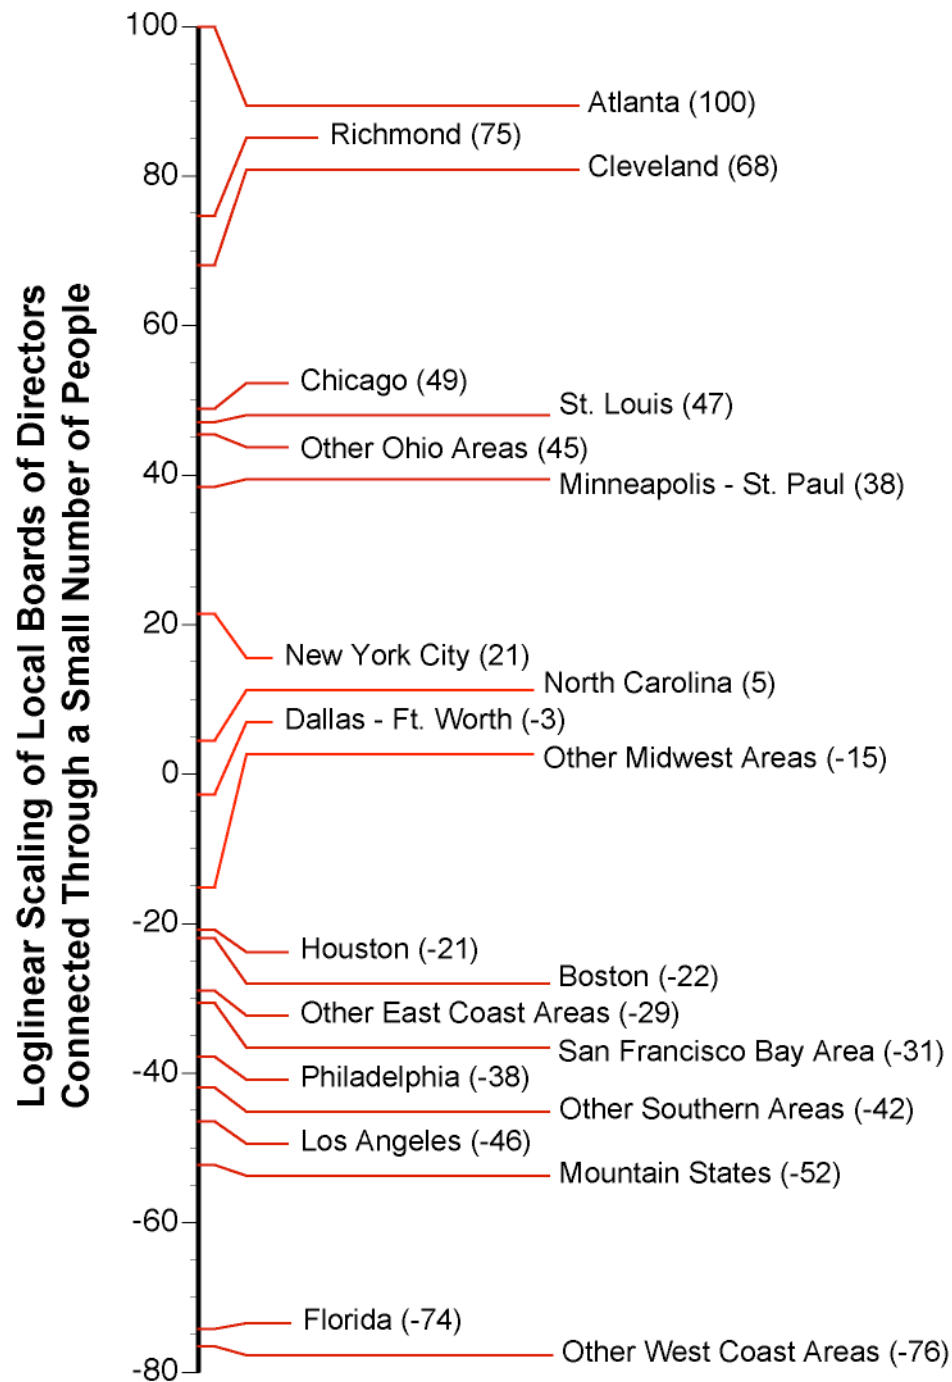 Loglinear Scaling of Local Boards of Directors
Connected Through a Small Number of People
100
80
60
40
20
0
-20
-40
-60
-80
Atlanta (100)
Richmond (75)
Cleveland (68)
Chicago (49)
St. Louis (47)
Other Ohio Areas (45)
Minneapolis - St. Paul (38)
New York City (21)
North Carolina (5)
Dallas - Ft. Worth (-3)
Other Midwest Areas (-15)
Houston (-21)
Boston (-22)
Other East Coast Areas (-29)
San Francisco Bay Area (-31)
Philadelphia (-38)
Other Southern Areas (-42)
Los Angeles (-46)
Mountain States (-52)
Florida (-74)
Other West Coast Areas (-76)